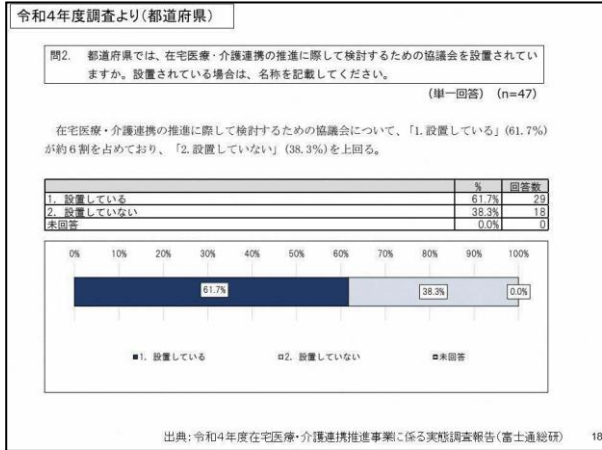 令和4年度調査より(都道府県)
問2. 都道府県では、在宅医療・介護連携の推進に際して検討するための協議会を設置されてい
ますか。設置されている場合は、名称を記載してください。
(単一回答) (n=47)
在宅医療・介護連携の推進に際して検討するための協議会について、「1.設置している」(61.7%)
が約6割を占めており、「2.設置していない」(38.3%)を上回る。
% 回答数
1. 設置している 61.7% 29
2. 設置していない 38.3% 18
未回答 0.0% 0
0% 10% 20% 30% 40% 50% 60% 70% 80% 90% 100%
61.7% 38.3% 0.0%
■1. 設置している □2. 設置していない □未回答
出典:令和4年度在宅医療・介護連携推進事業に係る実態調査報告(富士通総研) 18